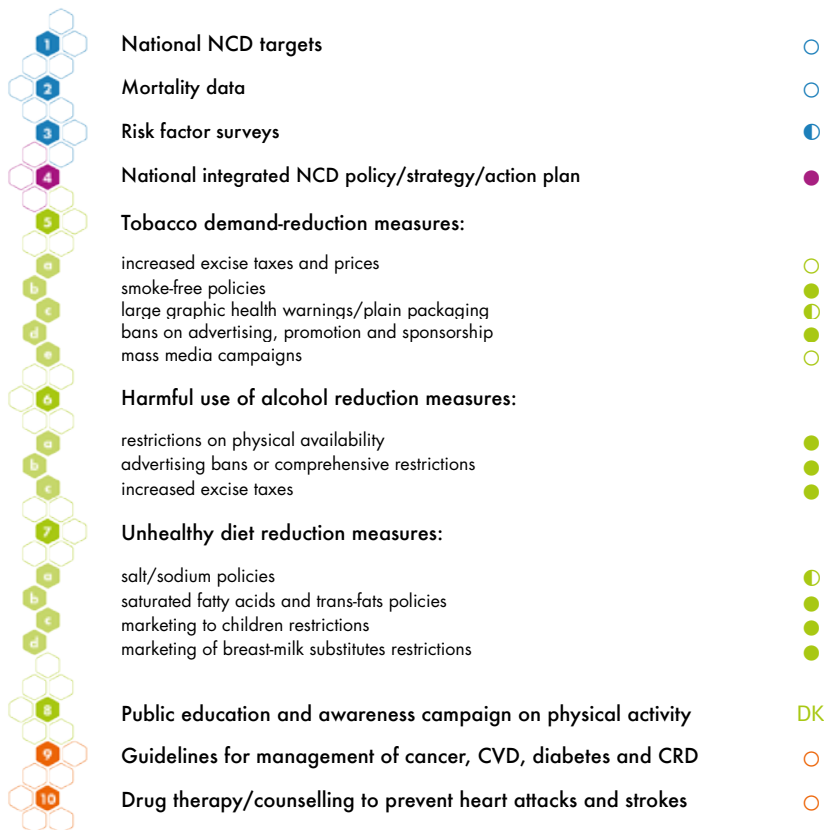 1 National NCD targets ○
2 Mortality data ○
3 Risk factor surveys ◐
4 National integrated NCD policy/strategy/action plan ●
5 Tobacco demand-reduction measures:
a increased excise taxes and prices ○
b smoke-free policies ●
c large graphic health warnings/plain packaging ◐
d bans on advertising, promotion and sponsorship ●
e mass media campaigns ○
6 Harmful use of alcohol reduction measures:
a restrictions on physical availability ●
b advertising bans or comprehensive restrictions ●
c increased excise taxes ●
7 Unhealthy diet reduction measures:
a salt/sodium policies ◐
b saturated fatty acids and trans-fats policies ●
c marketing to children restrictions ●
d marketing of breast-milk substitutes restrictions ●
8 Public education and awareness campaign on physical activity DK
9 Guidelines for management of cancer, CVD, diabetes and CRD ○
10 Drug therapy/counselling to prevent heart attacks and strokes ○